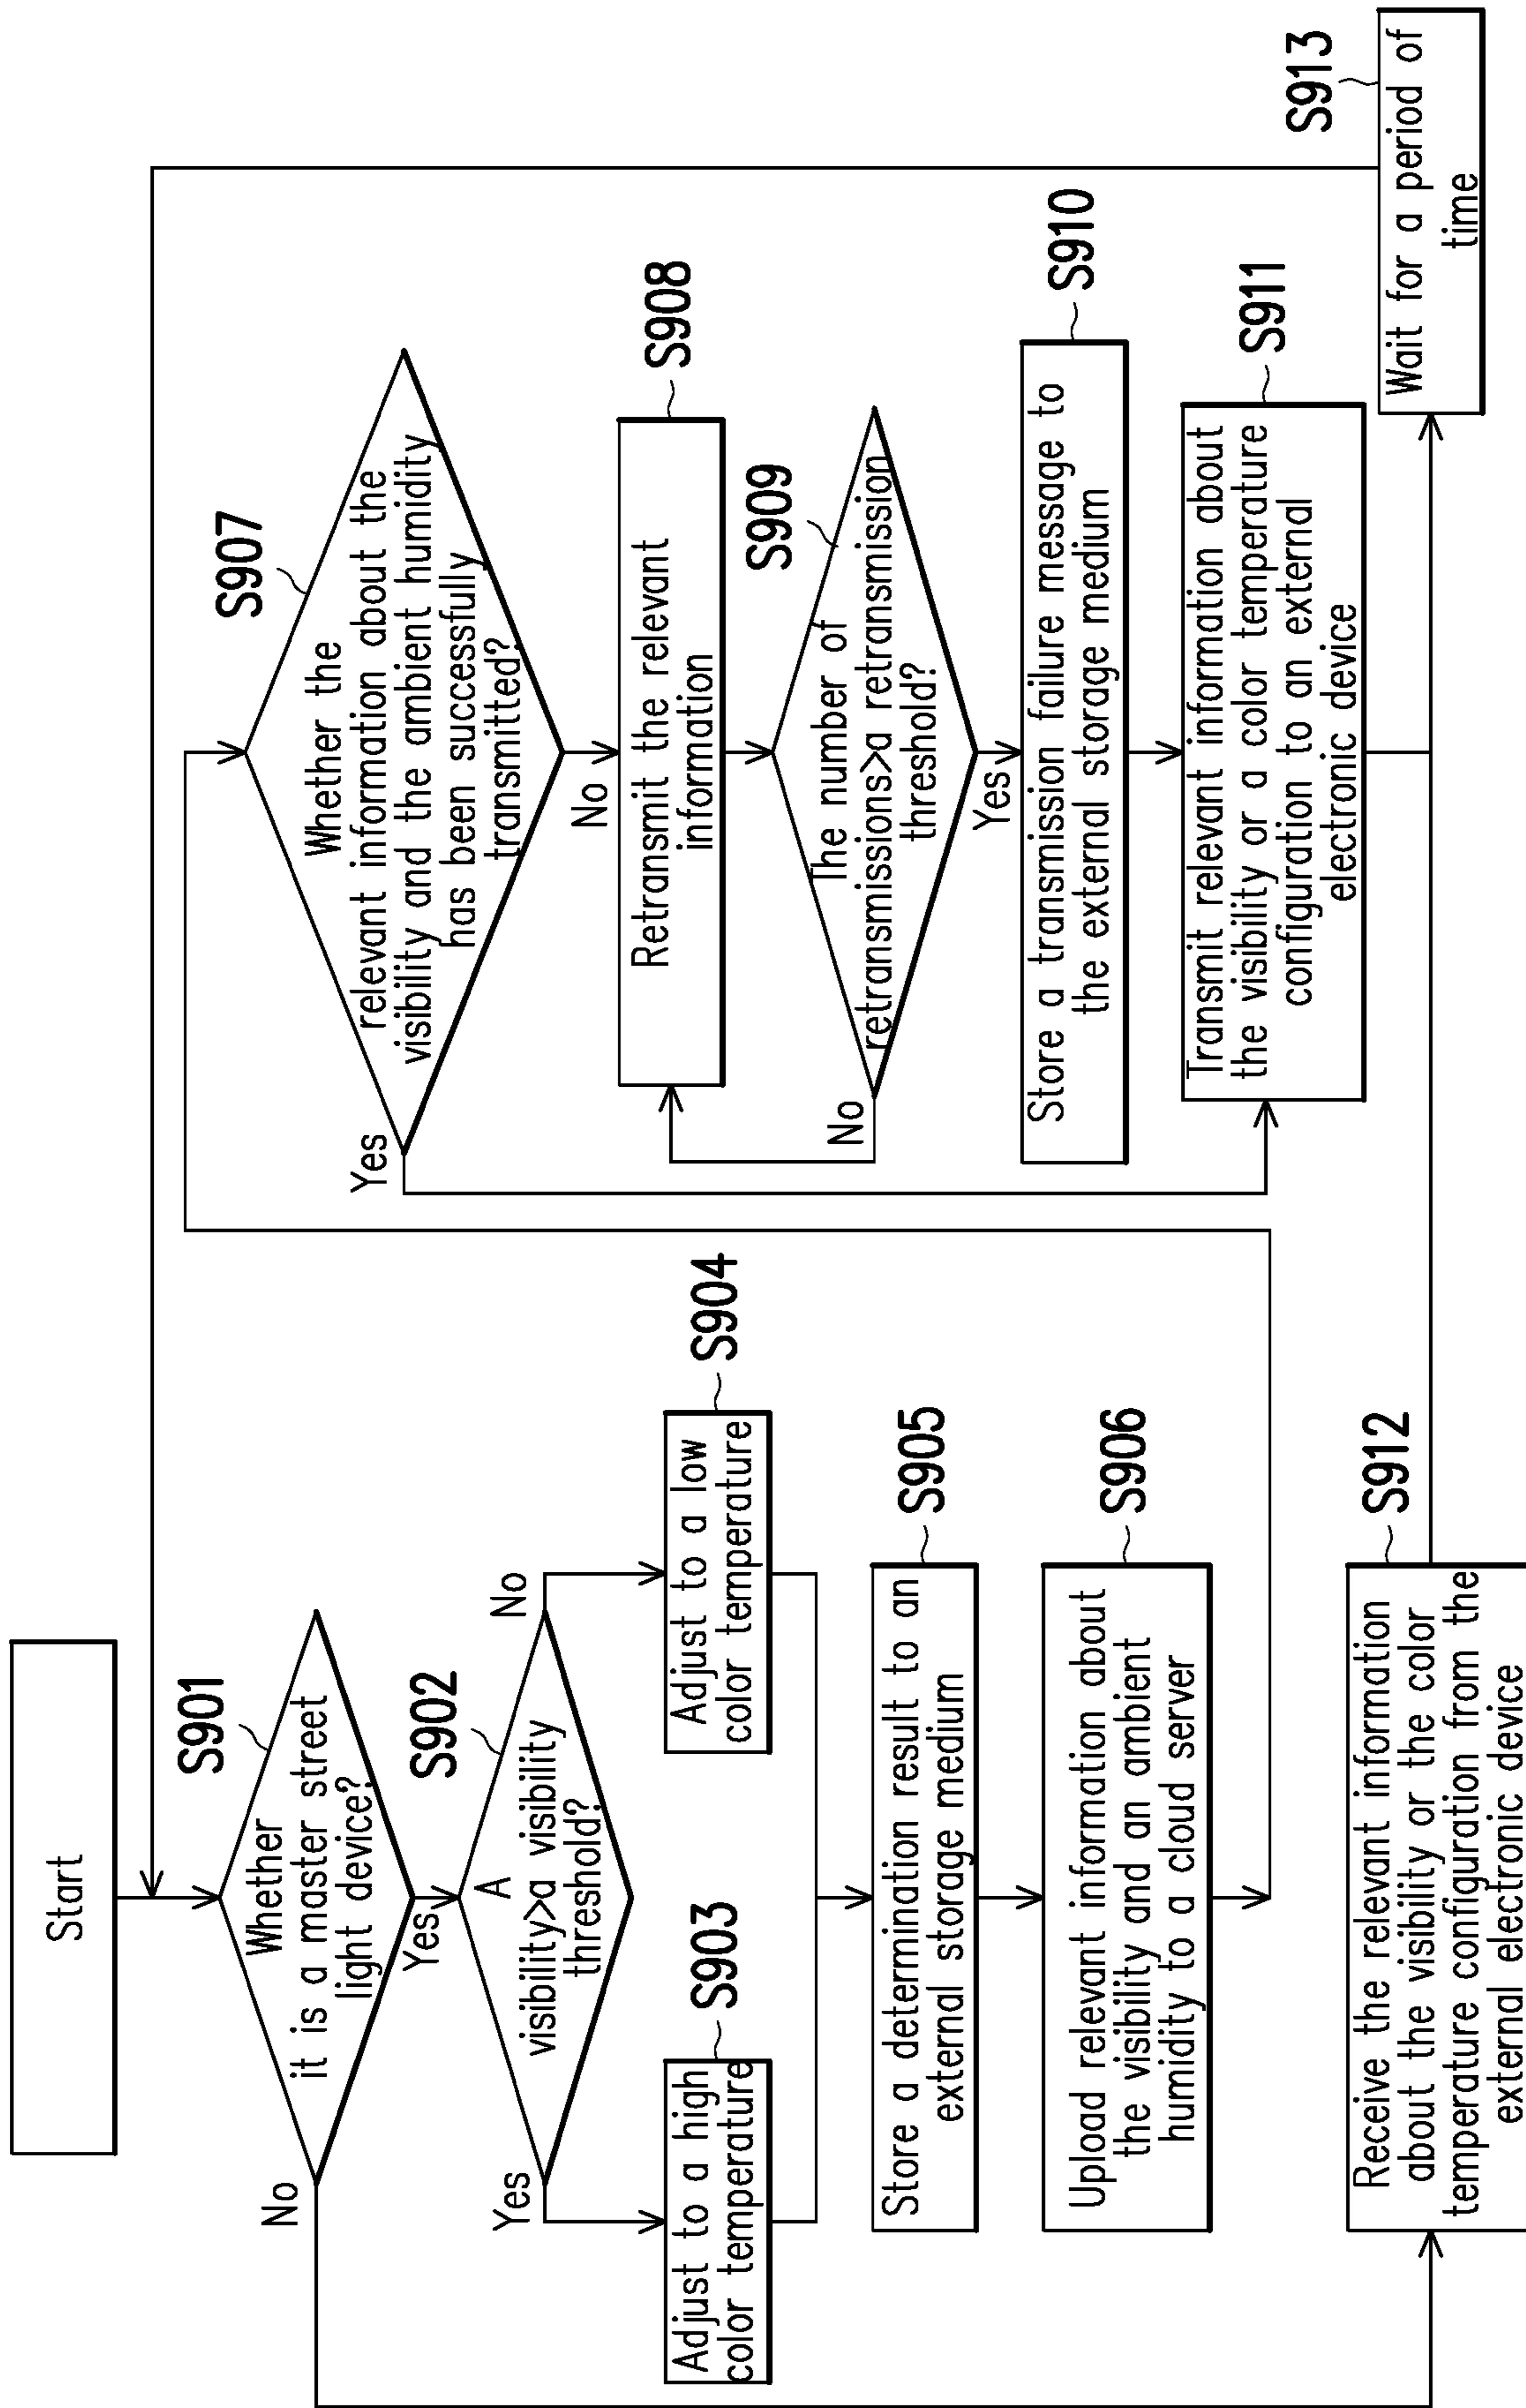 Start
S901
Whether
it is a master street
light device?
No
Yes
S902
A
visibility>a visibility
threshold?
Yes
No
S903
Adjust to a high
color temperature
S904
Adjust to a low
color temperature
S905
Store a determination result to an
external storage medium
S906
Upload relevant information about
the visibility and an ambient
humidity to a cloud server
S912
Receive the relevant information
about the visibility or the color
temperature configuration from the
external electronic device
S907
Whether the
relevant information about the
visibility and the ambient humidity
has been successfully
transmitted?
Yes
No
S908
Retransmit the relevant
information
S909
The number of
retransmissions>a retransmission
threshold?
No
Yes
S910
Store a transmission failure message to
the external storage medium
S911
Transmit relevant information about
the visibility or a color temperature
configuration to an external
electronic device
S913
Wait for a period of
time